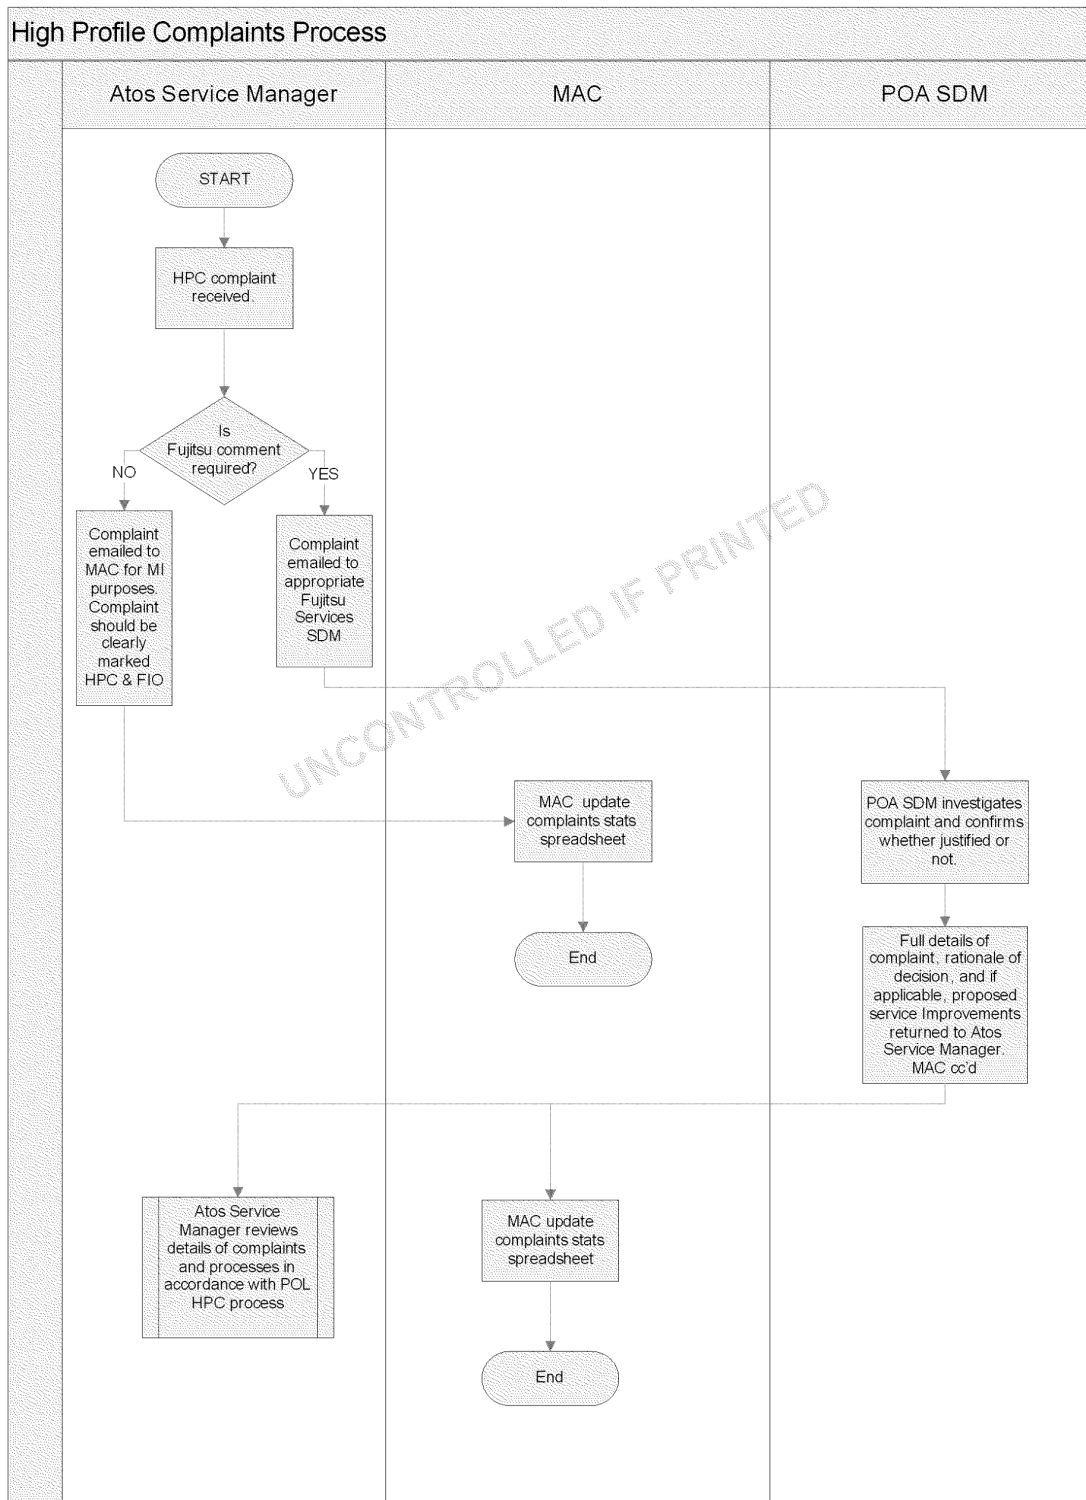 High Profile Complaints Process
Atos Service Manager
MAC
POA SDM
START
HPC complaint
received.
Is
Fujitsu comment
required?
NO
YES
Complaint
emailed to
MAC for MI
purposes.
Complaint
should be
clearly
marked
HPC & FIO
Complaint
emailed to
appropriate
Fujitsu
Services
SDM
UNCONTROLLED IF PRINTED
MAC update
complaints stats
spreadsheet
POA SDM investigates
complaint and confirms
whether justified or
not.
End
Full details of
complaint, rationale of
decision, and if
applicable, proposed
service Improvements
returned to Atos
Service Manager.
MAC cc'd
Atos Service
Manager reviews
details of complaints
and processes in
accordance with POL
HPC process
MAC update
complaints stats
spreadsheet
End